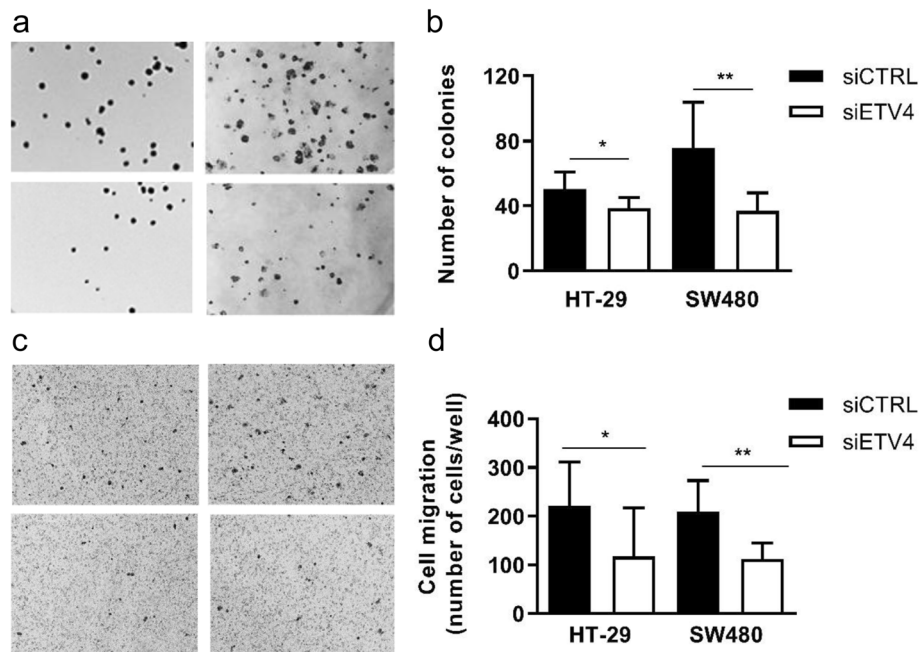 a
b
Number of colonies
120
80
40
0
*
**
HT-29
SW480
siCTRL
siETV4
c
d
Cell migration
(number of cells/well)
400
300
200
100
0
*
**
HT-29
SW480
siCTRL
siETV4